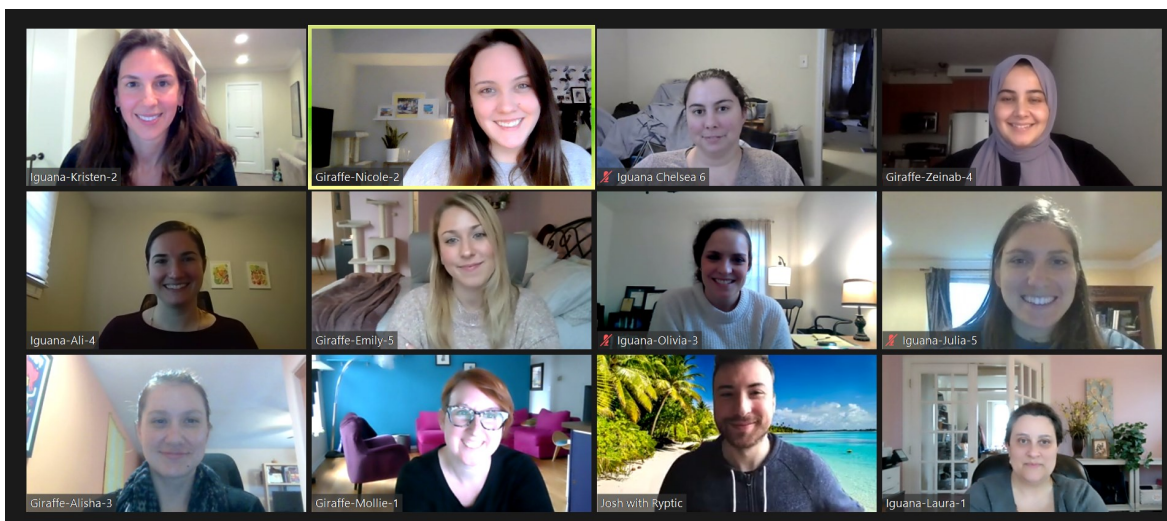 Iguana-Kristen-2
Giraffe-Nicole-2
Iguana Chelsea 6
Giraffe-Zeinab-4
Iguana-Ali-4
Giraffe-Emily-5
Iguana-Olivia-3
Iguana-Julia-5
Giraffe-Alisha-3
Giraffe-Mollie-1
Josh with Ryptic
Iguana-Laura-1